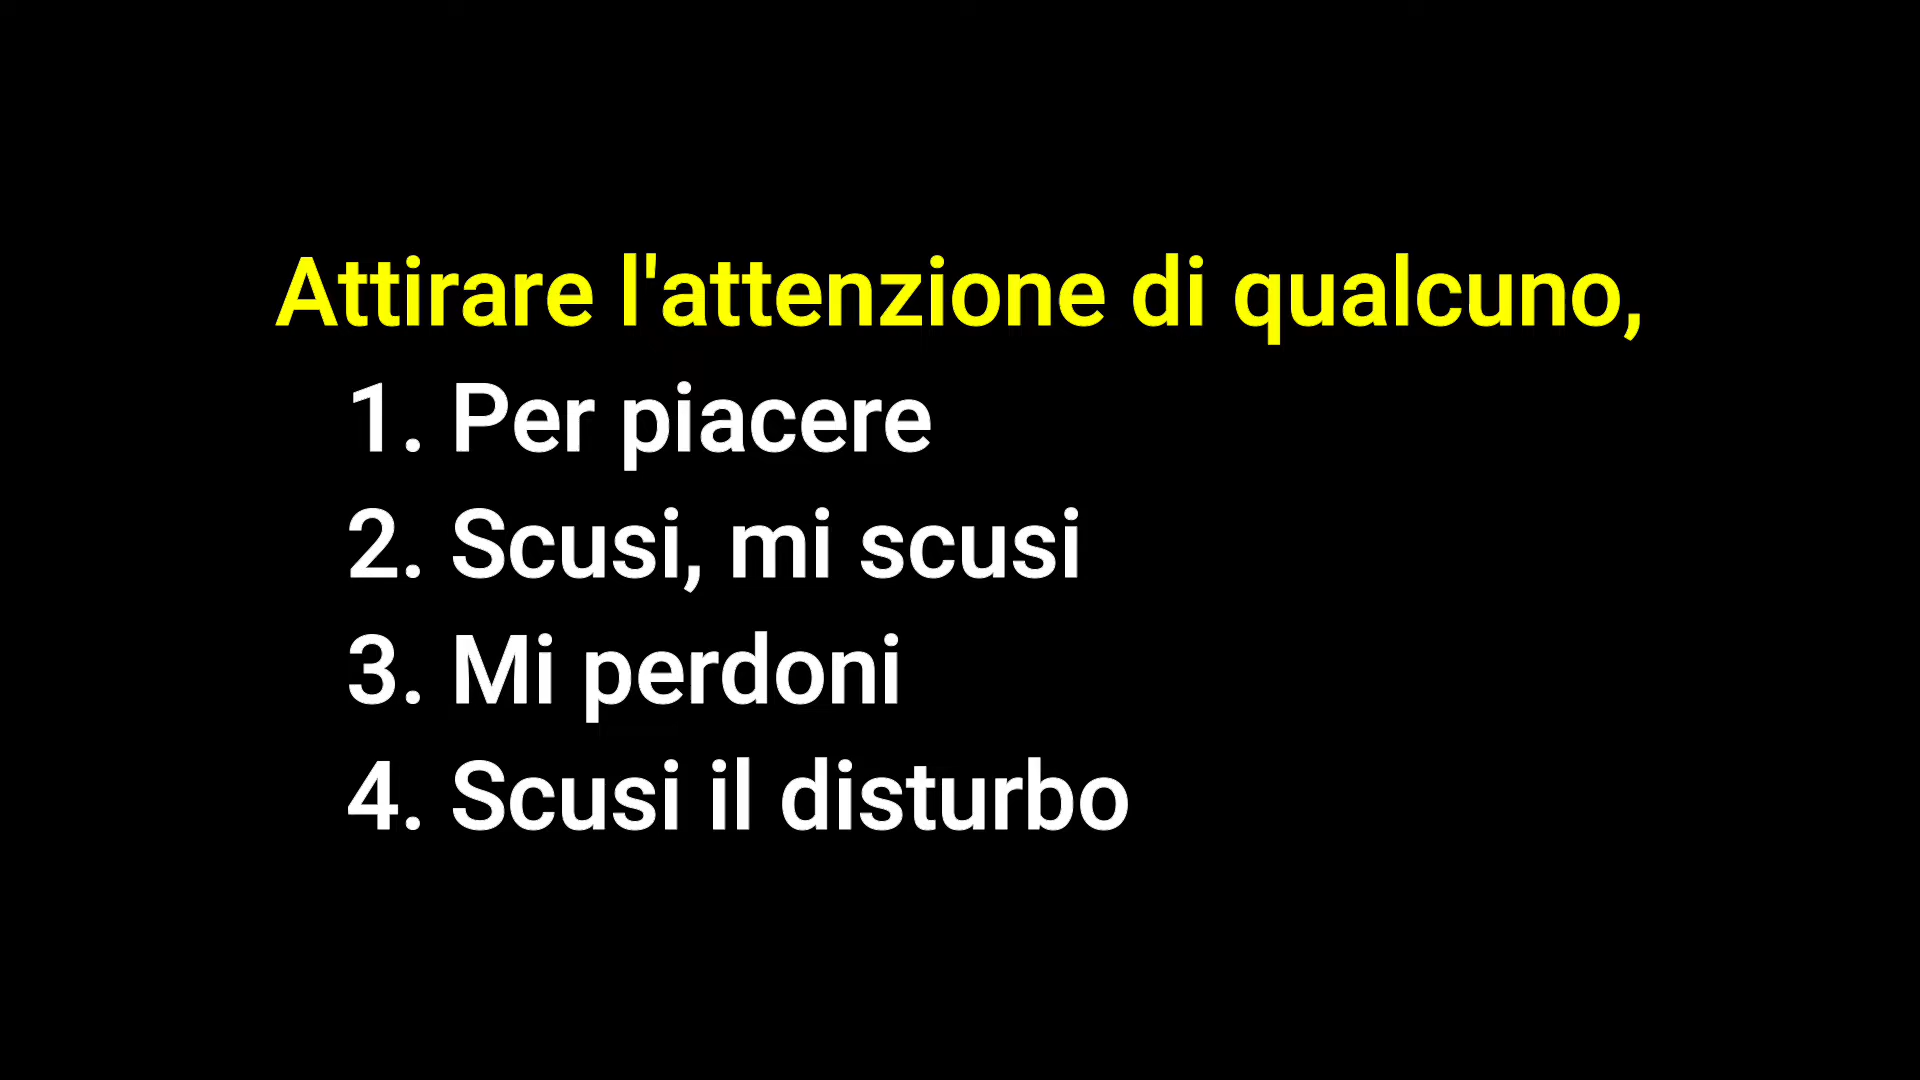 Attirare l'attenzione di qualcuno,
1. Per piacere
2. Scusi, mi scusi
3. Mi perdoni
4. Scusi il disturbo